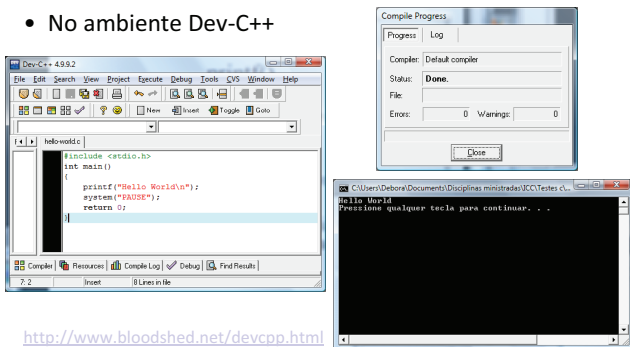 • No ambiente Dev-C++
Dev-C++ 4.9.9.2
File Edit Search View Project Execute Debug Tools CVS Window Help
New Insert Toggle Goto
hello-world.c
#include <stdio.h>
int main()
{
printf("Hello World\n");
system("PAUSE");
return 0;
}
Compiler Resources Compile Log Debug Find Results
7: 2 Insert 8 Lines in file
Compile Progress
Progress Log
Compiler: Default compiler
Status: Done.
File:
Errors: 0 Warnings: 0
Close
C:\Users\Debora\Documents\Disciplinas ministradas\ICC\Testes c\...
Hello World
Pressione qualquer tecla para continuar. . .
http://www.bloodshed.net/devcpp.html